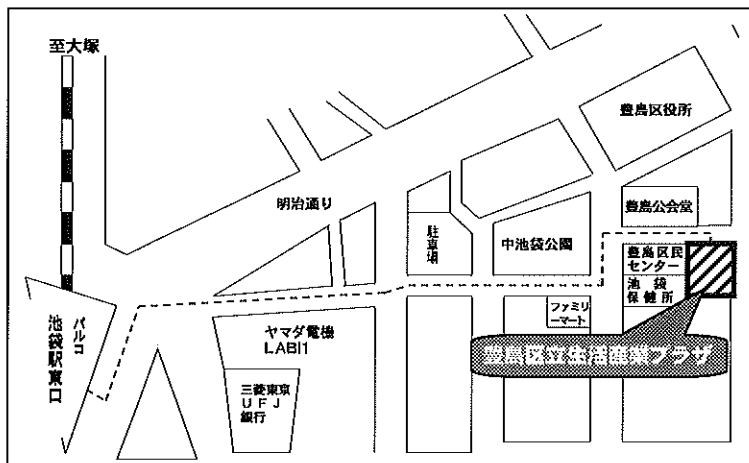 至大塚
豊島区役所
明治通り
豊島公会堂
駐車場
中池袋公園
豊島区民
センター
池袋
保健所
パルコ
池袋駅東口
ヤマダ電機
LABI1
ファミリ
ーマート
豊島区立生活産業プラザ
三菱東京
UFJ
銀行